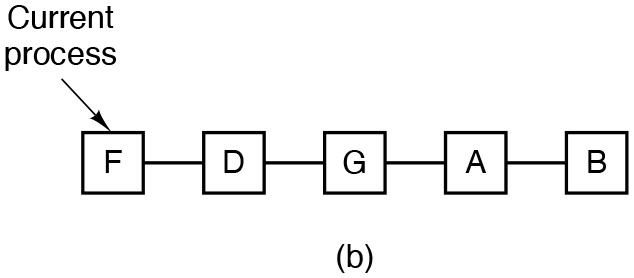 Current
process
F D G A B
(b)